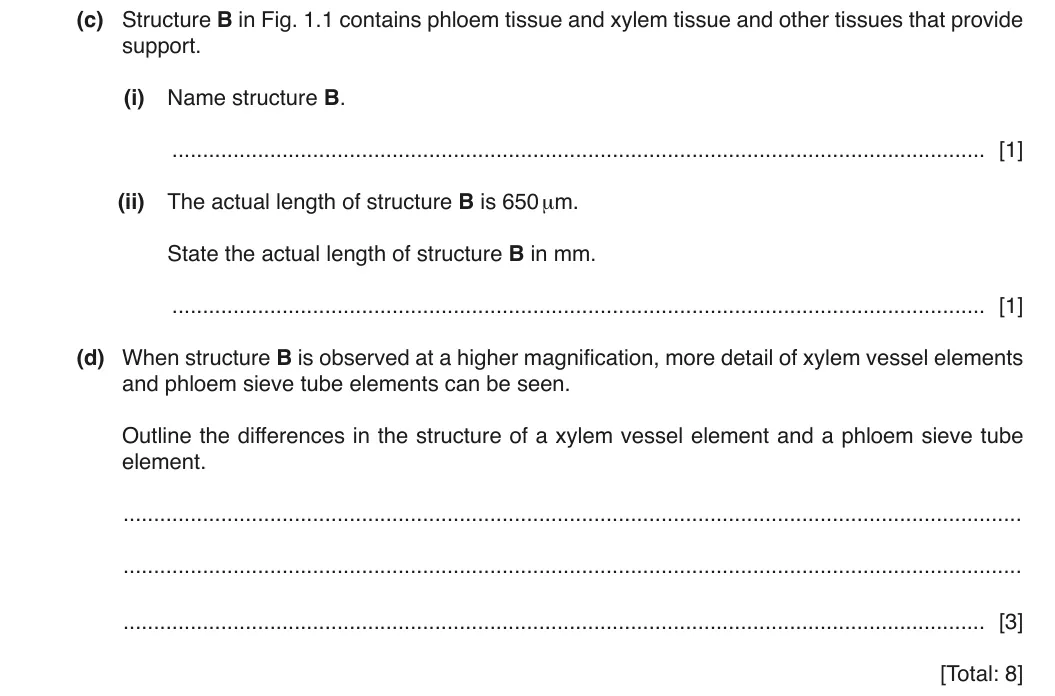 (c) Structure B in Fig. 1.1 contains phloem tissue and xylem tissue and other tissues that provide
support.
(i) Name structure B.
.................................................................................................................................... [1]
(ii) The actual length of structure B is 650 μm.
State the actual length of structure B in mm.
.................................................................................................................................... [1]
(d) When structure B is observed at a higher magnification, more detail of xylem vessel elements
and phloem sieve tube elements can be seen.
Outline the differences in the structure of a xylem vessel element and a phloem sieve tube
element.
..................................................................................................................................................
..................................................................................................................................................
............................................................................................................................................ [3]
[Total: 8]